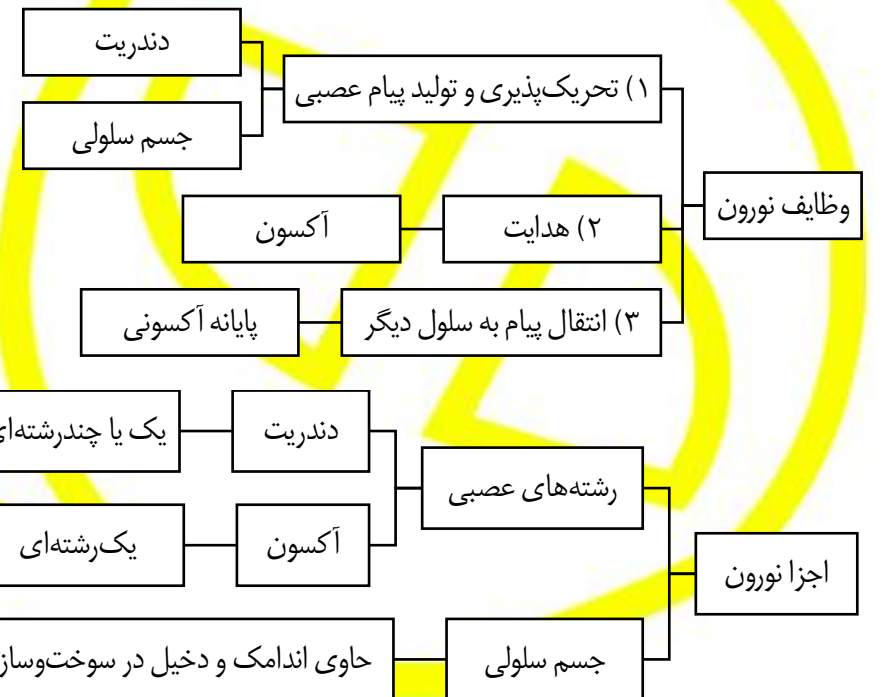 وظایف نورون
۱) تحریک‌پذیری و تولید پیام عصبی
دندریت
جسم سلولی
۲) هدایت
آکسون
۳) انتقال پیام به سلول دیگر
پایانه آکسونی
اجزا نورون
رشته‌های عصبی
دندریت
یک یا چندرشته‌ای
آکسون
یک‌رشته‌ای
جسم سلولی
حاوی اندامک و دخیل در سوخت‌وساز